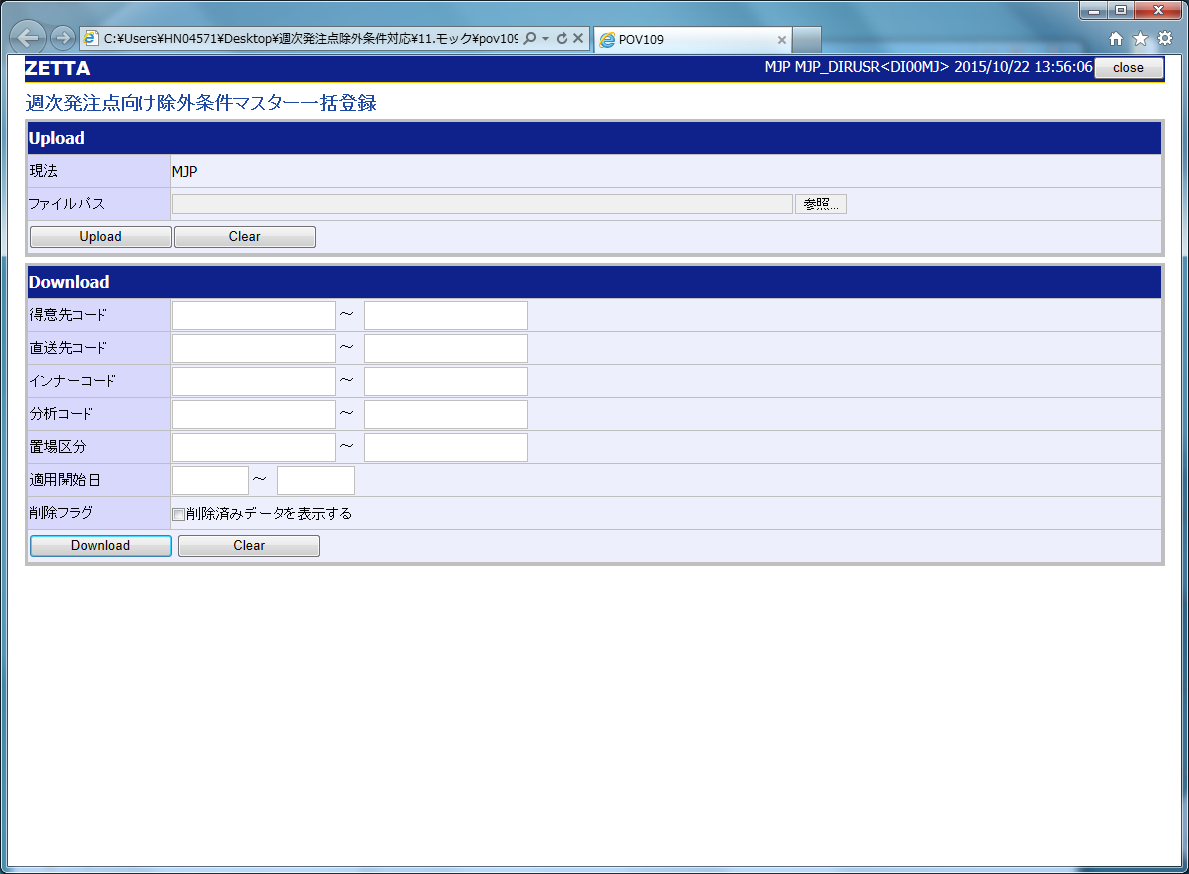 C:¥Users¥HN04571¥Desktop¥週次発注点除外条件対応¥11.モック¥pov109
POV109
ZETTA MJP MJP_DIRUSR<DI00MJ> 2015/10/22 13:56:06 close
週次発注点向け除外条件マスター一括登録
Upload
現法 MJP
ファイルパス 参照...
Upload Clear
Download
得意先コード ～
直送先コード ～
インナーコード ～
分析コード ～
置場区分 ～
適用開始日 ～
削除フラグ 削除済みデータを表示する
Download Clear